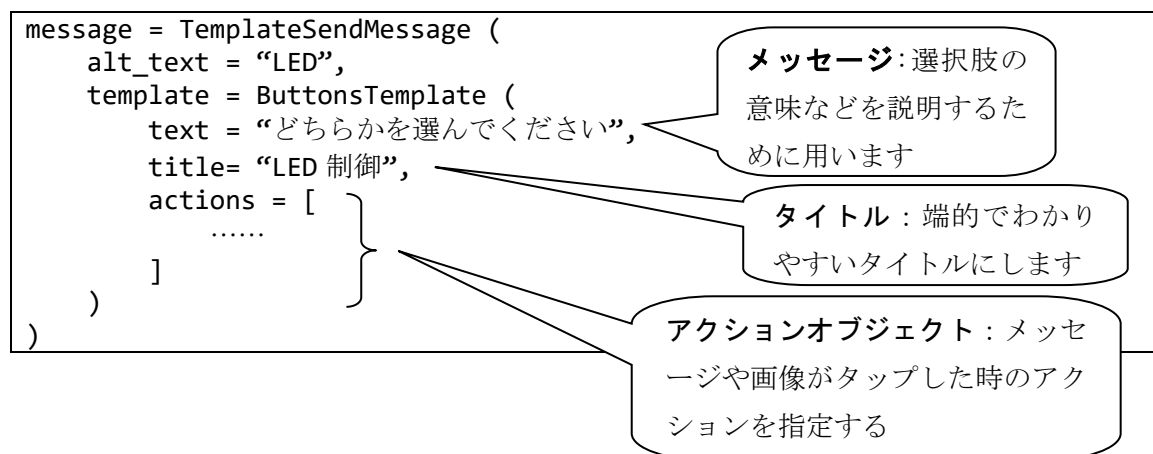 message = TemplateSendMessage (
alt_text = “LED”,
template = ButtonsTemplate (
text = “どちらかを選んでください”,
title= “LED 制御”,
actions = [
……
]
)
)
メッセージ:選択肢の
意味などを説明するた
めに用います
タイトル：端的でわかり
やすいタイトルにします
アクションオブジェクト：メッセ
ージや画像がタップした時のアク
ションを指定する